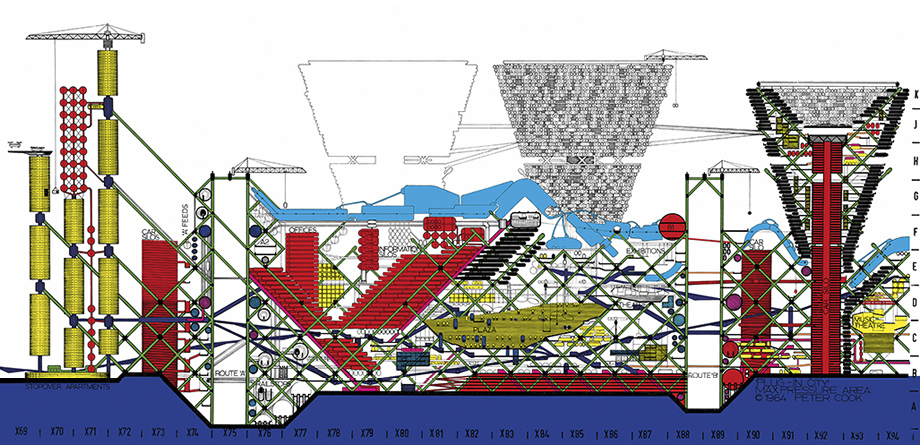 K
J
H
G
'A' FEEDS
F
OFFICES
INFORMATION
SILOS
EXHIBITION
CAR
SILO
CAR
E
D
PLAZA
MUSIC
THEATRE
C
ROUTE 'A'
ROUTE 'B'
B
STOPOVER APARTMENTS
PLUG-IN CITY
MAX PRESSURE AREA
© 1964 PETER COOK
A
X69 X70 X71 X72 X73 X74 X75 X76 X77 X78 X79 X80 X81 X82 X83 X84 X85 X86 X87 X88 X89 X90 X91 X92 X93 X94